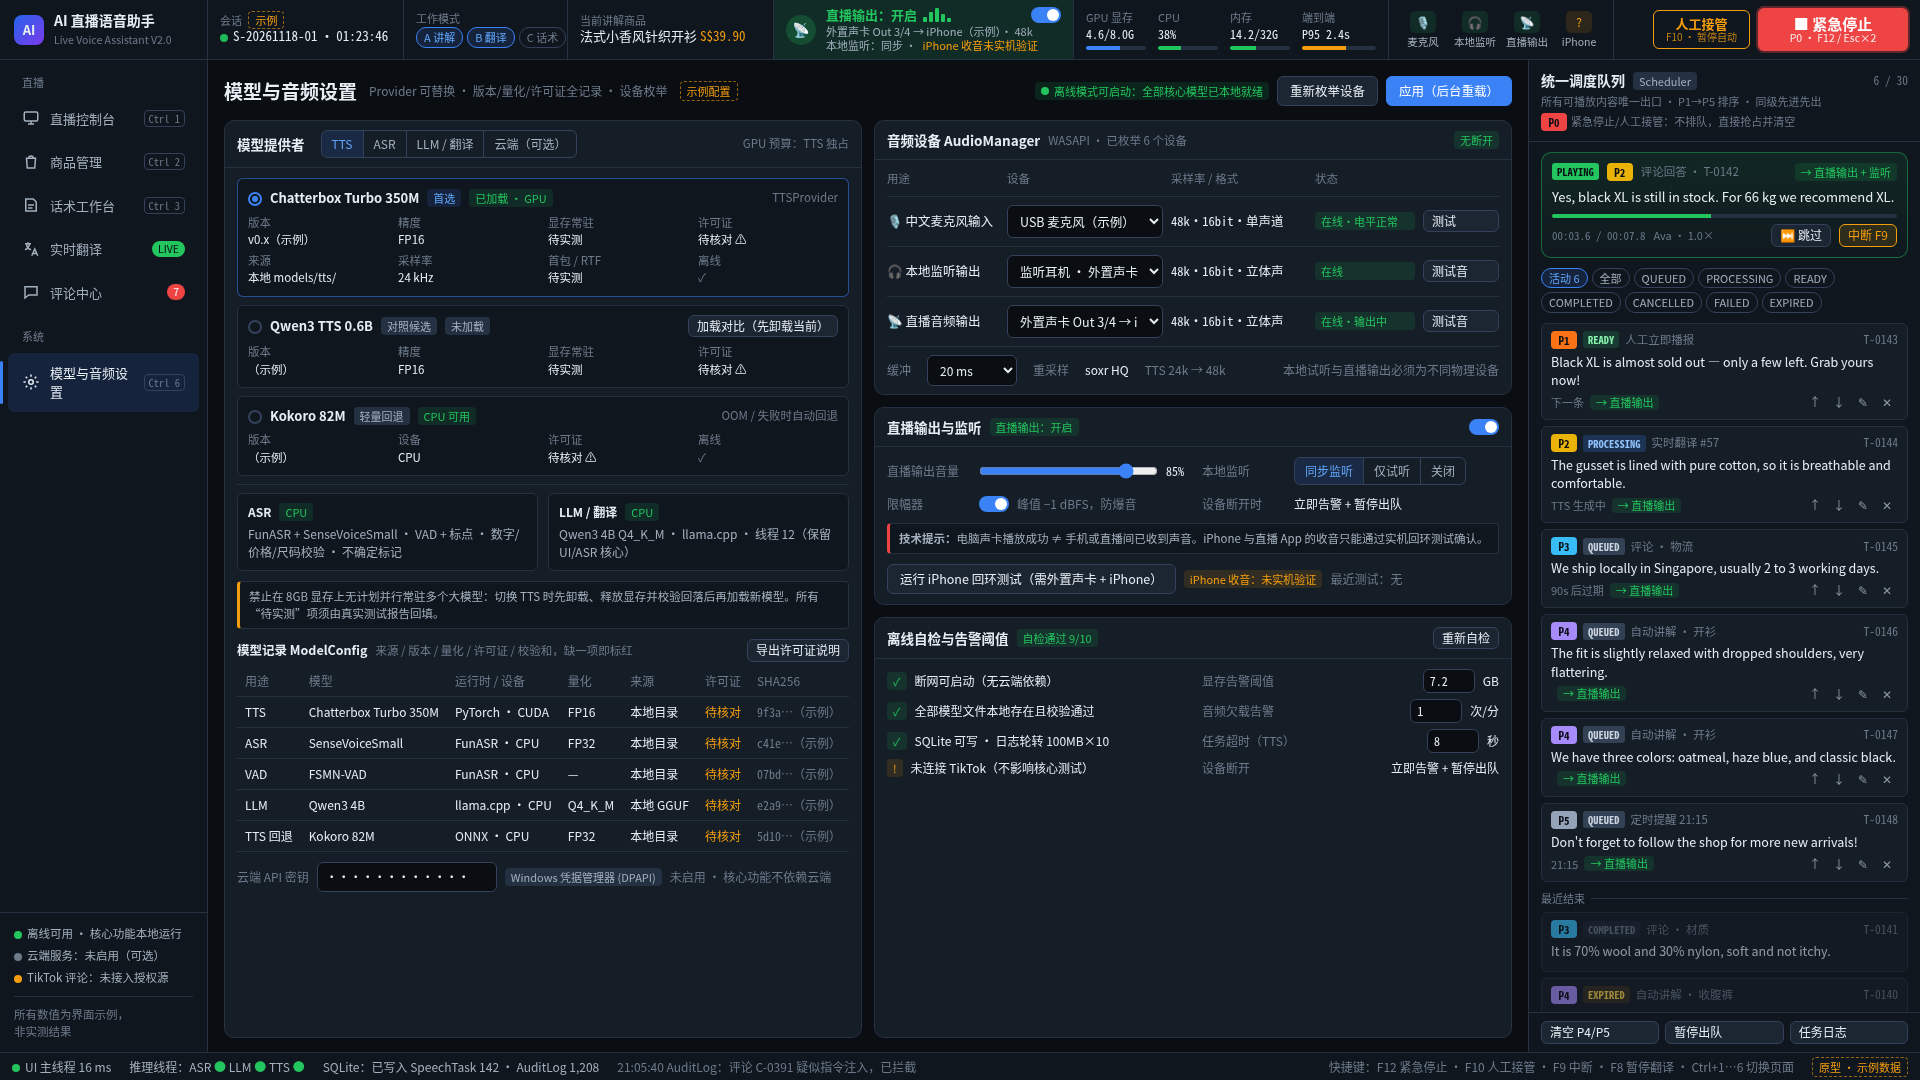 AI
AI 直播语音助手
Live Voice Assistant V2.0
会话 示例
S-20261118-01 · 01:23:46
工作模式
A 讲解 B 翻译 C 话术
当前讲解商品
法式小香风针织开衫 S$39.90
直播输出：开启
外置声卡 Out 3/4 → iPhone（示例）· 48k
本地监听：同步 · iPhone 收音未实机验证
GPU 显存
4.6/8.0G
CPU
38%
内存
14.2/32G
端到端
P95 2.4s
麦克风
本地监听
直播输出
?
iPhone
人工接管
F10 · 暂停自动
紧急停止
P0 · F12 / Esc×2
直播
直播控制台 Ctrl 1
商品管理 Ctrl 2
话术工作台 Ctrl 3
实时翻译 LIVE
评论中心 7
系统
模型与音频设置 Ctrl 6
离线可用 · 核心功能本地运行
云端服务：未启用（可选）
TikTok 评论：未接入授权源
所有数值为界面示例，
非实测结果
模型与音频设置 Provider 可替换 · 版本/量化/许可证全记录 · 设备枚举 示例配置
离线模式可启动：全部核心模型已本地就绪 重新枚举设备 应用（后台重载）
模型提供者 TTS ASR LLM / 翻译 云端（可选） GPU 预算：TTS 独占
Chatterbox Turbo 350M 首选 已加载 · GPU TTSProvider
版本 精度 显存常驻 许可证
v0.x（示例） FP16 待实测 待核对 ⚠
来源 采样率 首包 / RTF 离线
本地 models/tts/ 24 kHz 待实测 ✓
Qwen3 TTS 0.6B 对照候选 未加载 加载对比（先卸载当前）
版本 精度 显存常驻 许可证
（示例） FP16 待实测 待核对 ⚠
Kokoro 82M 轻量回退 CPU 可用 OOM / 失败时自动回退
版本 设备 许可证 离线
（示例） CPU 待核对 ⚠ ✓
ASR CPU
FunASR + SenseVoiceSmall · VAD + 标点 · 数字/
价格/尺码校验 · 不确定标记
LLM / 翻译 CPU
Qwen3 4B Q4_K_M · llama.cpp · 线程 12（保留
UI/ASR 核心）
禁止在 8GB 显存上无计划并行常驻多个大模型：切换 TTS 时先卸载、释放显存并校验回落后再加载新模型。所有
“待实测”项须由真实测试报告回填。
模型记录 ModelConfig 来源 / 版本 / 量化 / 许可证 / 校验和，缺一项即标红 导出许可证说明
用途 模型 运行时 / 设备 量化 来源 许可证 SHA256
TTS Chatterbox Turbo 350M PyTorch · CUDA FP16 本地目录 待核对 9f3a…（示例）
ASR SenseVoiceSmall FunASR · CPU FP32 本地目录 待核对 c41e…（示例）
VAD FSMN-VAD FunASR · CPU — 本地目录 待核对 07bd…（示例）
LLM Qwen3 4B llama.cpp · CPU Q4_K_M 本地 GGUF 待核对 e2a9…（示例）
TTS 回退 Kokoro 82M ONNX · CPU FP32 本地目录 待核对 5d10…（示例）
云端 API 密钥 •••••••••••• Windows 凭据管理器 (DPAPI) 未启用 · 核心功能不依赖云端
音频设备 AudioManager WASAPI · 已枚举 6 个设备 无断开
用途 设备 采样率 / 格式 状态
中文麦克风输入 USB 麦克风（示例） 48k·16bit·单声道 在线·电平正常 测试
本地监听输出 监听耳机 · 外置声卡 48k·16bit·立体声 在线 测试音
直播音频输出 外置声卡 Out 3/4 → i 48k·16bit·立体声 在线·输出中 测试音
缓冲 20 ms 重采样 soxr HQ TTS 24k → 48k 本地试听与直播输出必须为不同物理设备
直播输出与监听 直播输出：开启
直播输出音量 85% 本地监听 同步监听 仅试听 关闭
限幅器 峰值 −1 dBFS，防爆音 设备断开时 立即告警 + 暂停出队
技术提示：电脑声卡播放成功 ≠ 手机或直播间已收到声音。iPhone 与直播 App 的收音只能通过实机回环测试确认。
运行 iPhone 回环测试（需外置声卡 + iPhone） iPhone 收音：未实机验证 最近测试：无
离线自检与告警阈值 自检通过 9/10 重新自检
✓ 断网可启动（无云端依赖） 显存告警阈值 7.2 GB
✓ 全部模型文件本地存在且校验通过 音频欠载告警 1 次/分
✓ SQLite 可写 · 日志轮转 100MB×10 任务超时（TTS） 8 秒
! 未连接 TikTok（不影响核心测试） 设备断开 立即告警 + 暂停出队
统一调度队列 Scheduler 6 / 30
所有可播放内容唯一出口 · P1→P5 排序 · 同级先进先出
P0 紧急停止/人工接管：不排队，直接抢占并清空
PLAYING P2 评论回答 · T-0142 → 直播输出 + 监听
Yes, black XL is still in stock. For 66 kg we recommend XL.
00:03.6 / 00:07.8 Ava · 1.0× ⏩ 跳过 中断 F9
活动 6 全部 QUEUED PROCESSING READY
COMPLETED CANCELLED FAILED EXPIRED
P1 READY 人工立即播报 T-0143
Black XL is almost sold out — only a few left. Grab yours
now!
下一条 → 直播输出 ↑ ↓ ✎ ✕
P2 PROCESSING 实时翻译 #57 T-0144
The gusset is lined with pure cotton, so it is breathable and
comfortable.
TTS 生成中 → 直播输出 ↑ ↓ ✎ ✕
P3 QUEUED 评论 · 物流 T-0145
We ship locally in Singapore, usually 2 to 3 working days.
90s 后过期 → 直播输出 ↑ ↓ ✎ ✕
P4 QUEUED 自动讲解 · 开衫 T-0146
The fit is slightly relaxed with dropped shoulders, very
flattering.
→ 直播输出 ↑ ↓ ✎ ✕
P4 QUEUED 自动讲解 · 开衫 T-0147
We have three colors: oatmeal, haze blue, and classic black.
→ 直播输出 ↑ ↓ ✎ ✕
P5 QUEUED 定时提醒 21:15 T-0148
Don't forget to follow the shop for more new arrivals!
21:15 → 直播输出 ↑ ↓ ✎ ✕
最近结束
P3 COMPLETED 评论 · 材质 T-0141
It is 70% wool and 30% nylon, soft and not itchy.
P4 EXPIRED 自动讲解 · 收腹裤 T-0140
清空 P4/P5 暂停出队 任务日志
UI 主线程 16 ms 推理线程：ASR LLM TTS SQLite：已写入 SpeechTask 142 · AuditLog 1,208 21:05:40 AuditLog：评论 C-0391 疑似指令注入，已拦截 快捷键：F12 紧急停止 · F10 人工接管 · F9 中断 · F8 暂停翻译 · Ctrl+1…6 切换页面 原型 · 示例数据